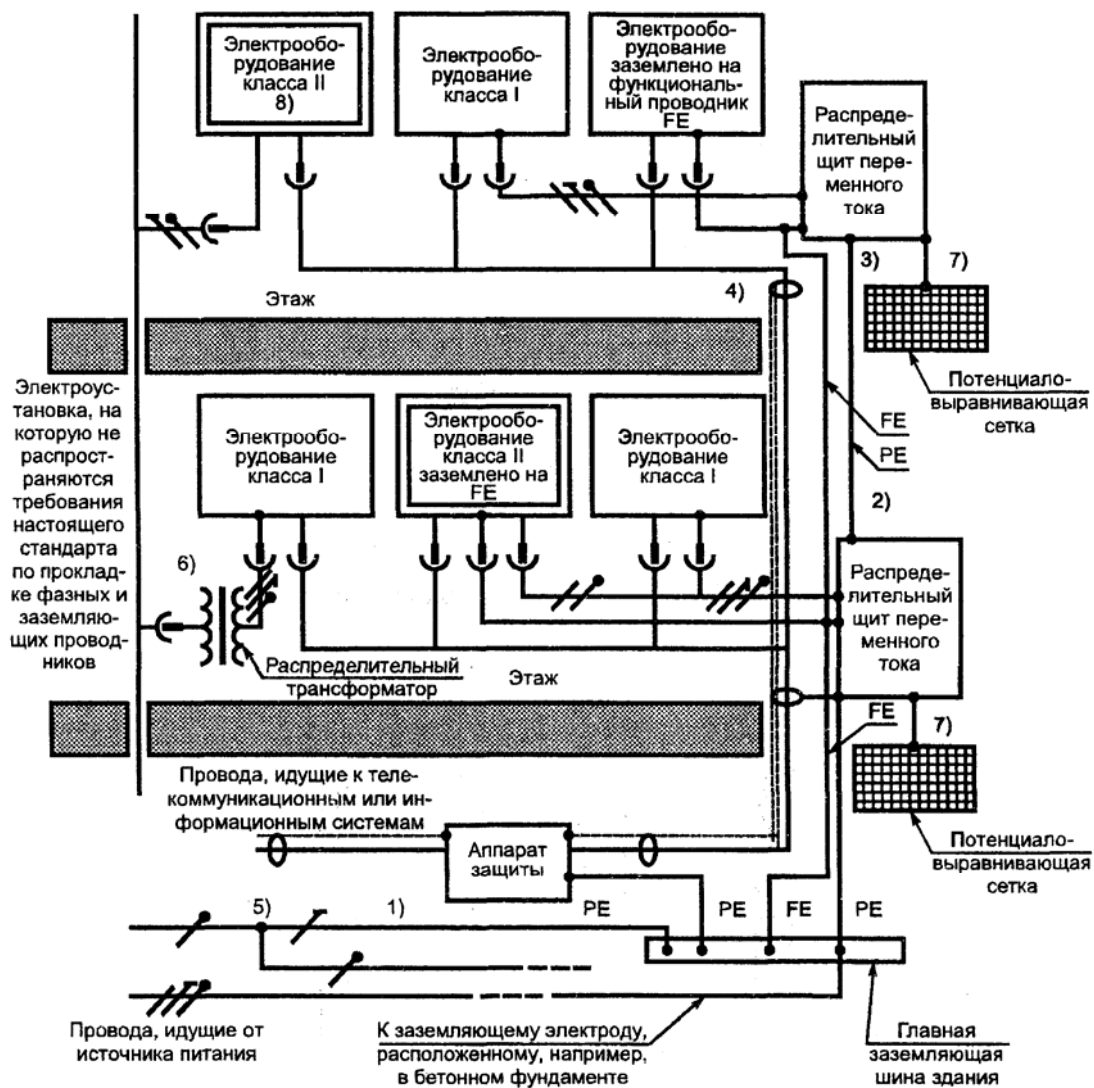 Электрообо-
рудование
класса II
8)
Электрообо-
рудование
класса I
Электрообо-
рудование
заземлено на
функциональ-
ный проводник
FE
Распреде-
лительный
щит пере-
менного
тока
3)
7)
4)
Этаж
Потенциало-
выравнивающая
сетка
FE
PE
Электроус-
тановка, на
которую не
распрост-
раняются
требования
настоящего
стандарта
по проклад-
ке фазных и
заземляю-
щих провод-
ников
Электрообо-
рудование
класса I
Электрообо-
рудование
класса II
заземлено на
FE
Электрообо-
рудование
класса I
2)
6)
Распреде-
лительный
щит пере-
менного
тока
Распределительный
трансформатор
Этаж
FE
7)
Провода, идущие к теле-
коммуникационным или ин-
формационным системам
Аппарат
защиты
Потенциало-
выравнивающая
сетка
5)
1)
PE
PE
FE
PE
Провода, идущие от
источника питания
К заземляющему электроду,
расположенному, например,
в бетонном фундаменте
Главная
заземляющая
шина здания